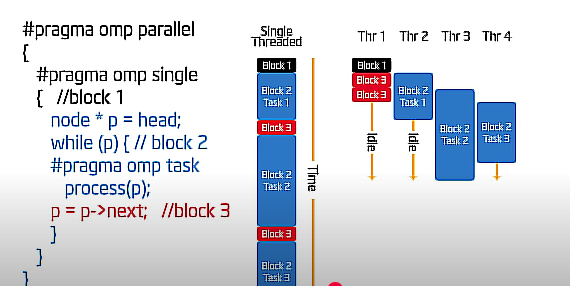 #pragma omp parallel
{
#pragma omp single
{ //block 1
node * p = head;
while (p) { // block 2
#pragma omp task
process(p);
p = p->next; //block 3
}
}
}
Single
Threaded
Block 1
Block 2
Task 1
Block 3
Block 2
Task 2
Block 3
Block 2
Task 3
Time
Thr 1 Thr 2 Thr 3 Thr 4
Block 1
Block 3
Block 3
Idle
Block 2
Task 1
Idle
Block 2
Task 2
Block 2
Task 3